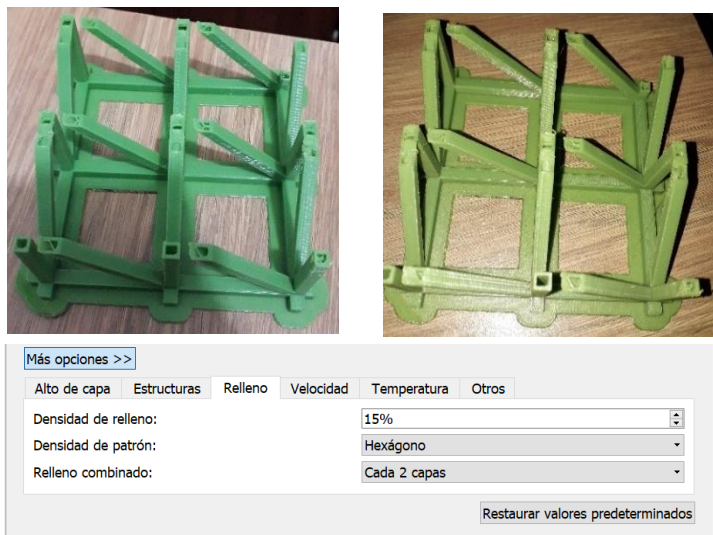 Más opciones >>
Alto de capa Estructuras Relleno Velocidad Temperatura Otros
Densidad de relleno: 15%
Densidad de patrón: Hexágono
Relleno combinado: Cada 2 capas
Restaurar valores predeterminados